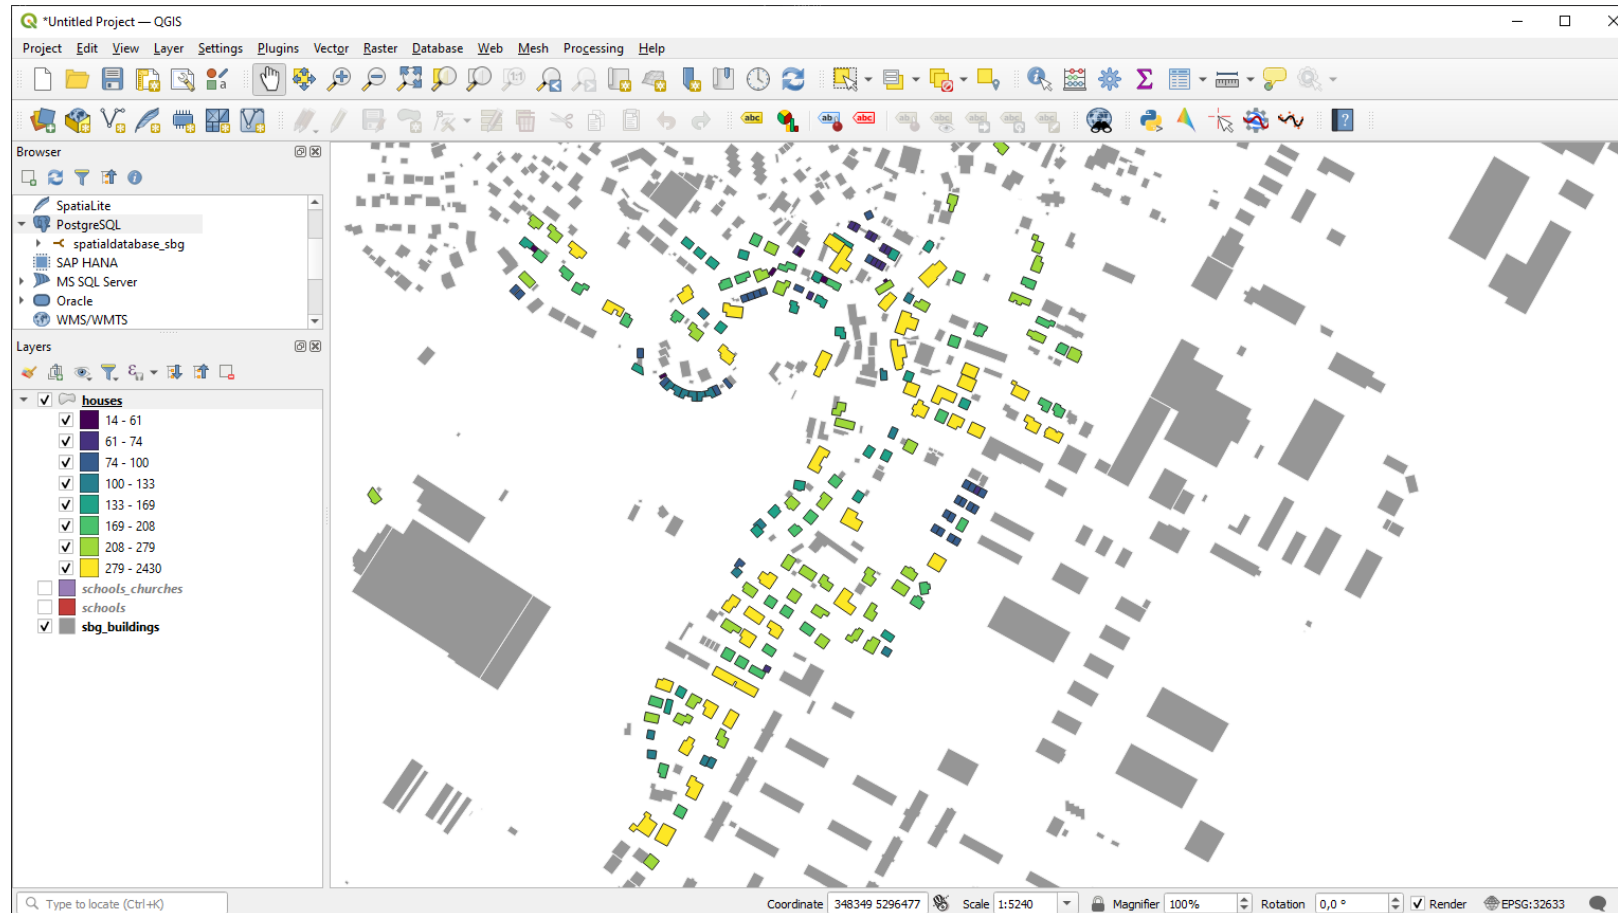 *Untitled Project — QGIS
Project Edit View Layer Settings Plugins Vector Raster Database Web Mesh Processing Help
Browser
SpatiaLite
PostgreSQL
spatialdatabase_sbg
SAP HANA
MS SQL Server
Oracle
WMS/WMTS
Layers
houses
14 - 61
61 - 74
74 - 100
100 - 133
133 - 169
169 - 208
208 - 279
279 - 2430
schools_churches
schools
sbg_buildings
Type to locate (Ctrl+K) Coordinate 348349 5296477 Scale 1:5240 Magnifier 100% Rotation 0,0 ° Render EPSG:32633